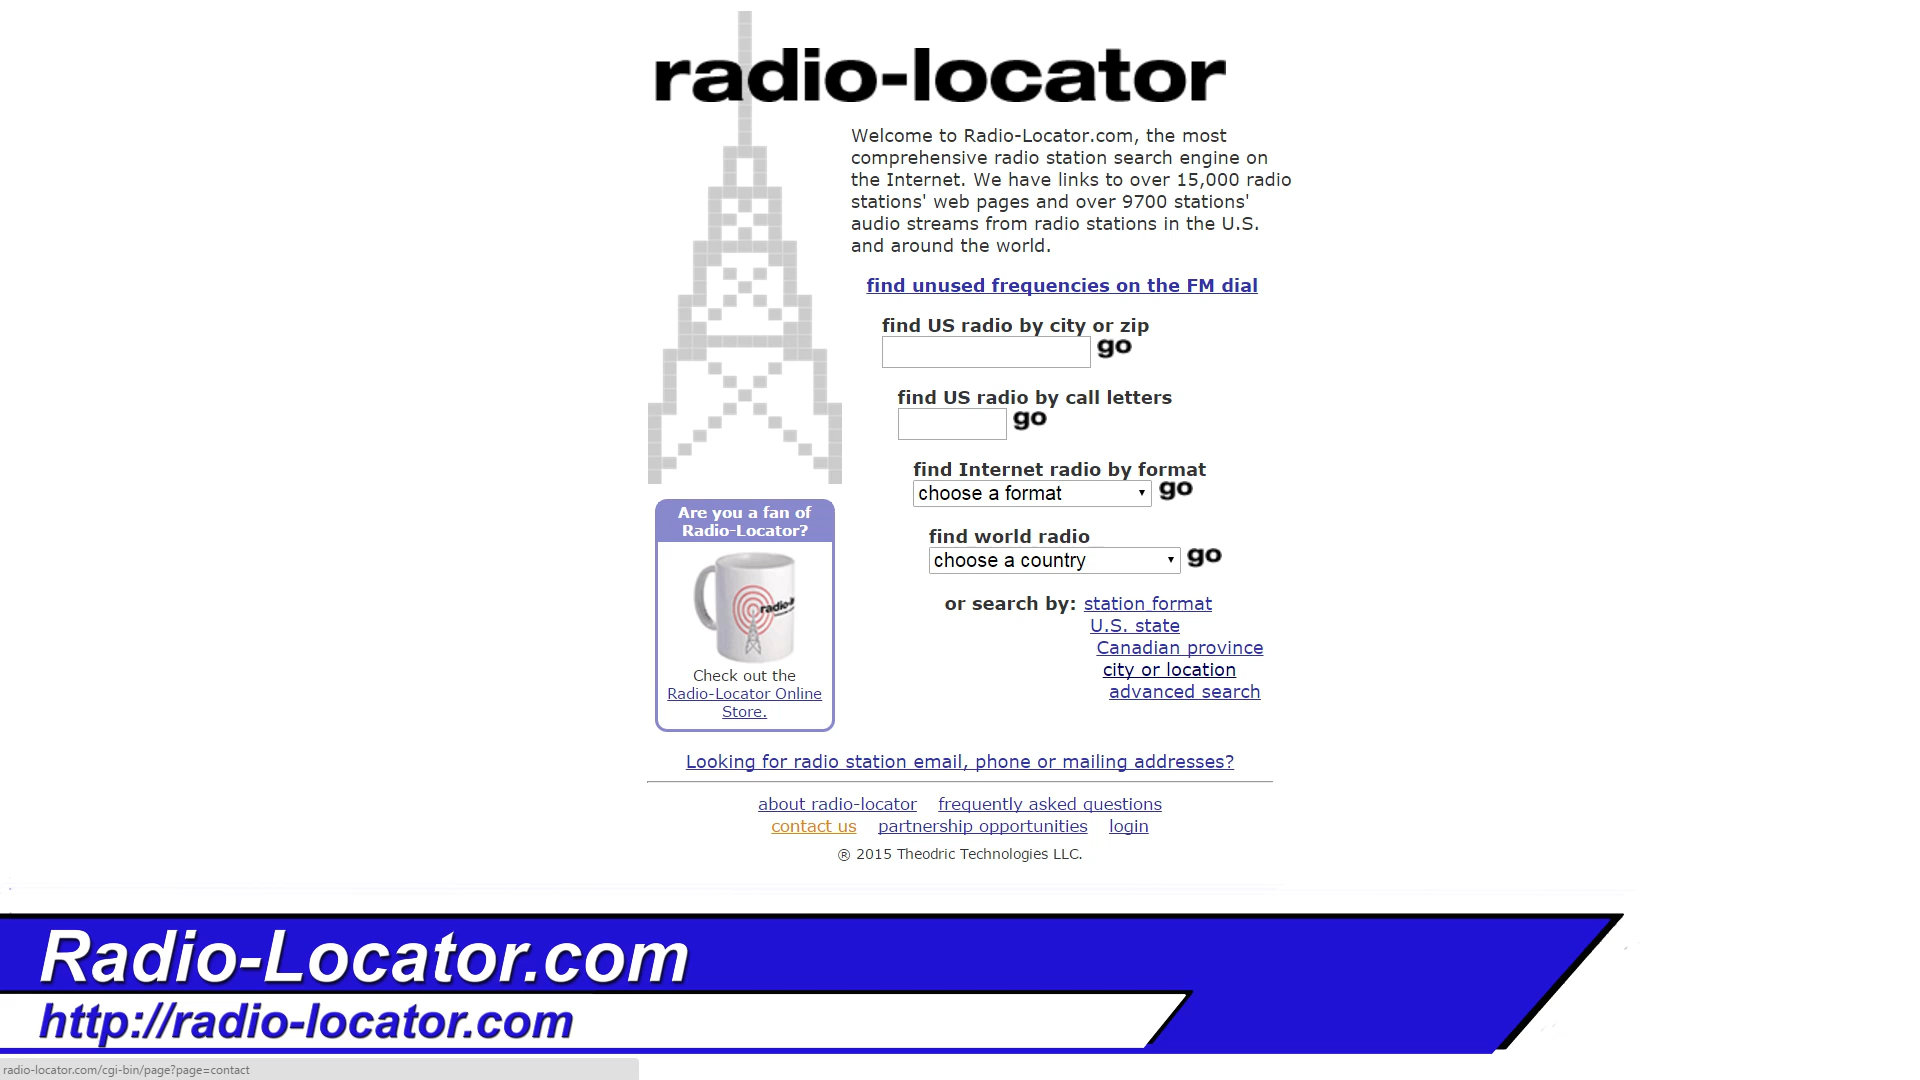 radio-locator
Welcome to Radio-Locator.com, the most
comprehensive radio station search engine on
the Internet. We have links to over 15,000 radio
stations' web pages and over 9700 stations'
audio streams from radio stations in the U.S.
and around the world.
find unused frequencies on the FM dial
find US radio by city or zip
go
find US radio by call letters
go
find Internet radio by format
choose a format go
find world radio
choose a country go
or search by: station format
U.S. state
Canadian province
city or location
advanced search
Are you a fan of
Radio-Locator?
Check out the
Radio-Locator Online
Store.
Looking for radio station email, phone or mailing addresses?
about radio-locator frequently asked questions
contact us partnership opportunities login
® 2015 Theodric Technologies LLC.
Radio-Locator.com
http://radio-locator.com
radio-locator.com/cgi-bin/page?page=contact